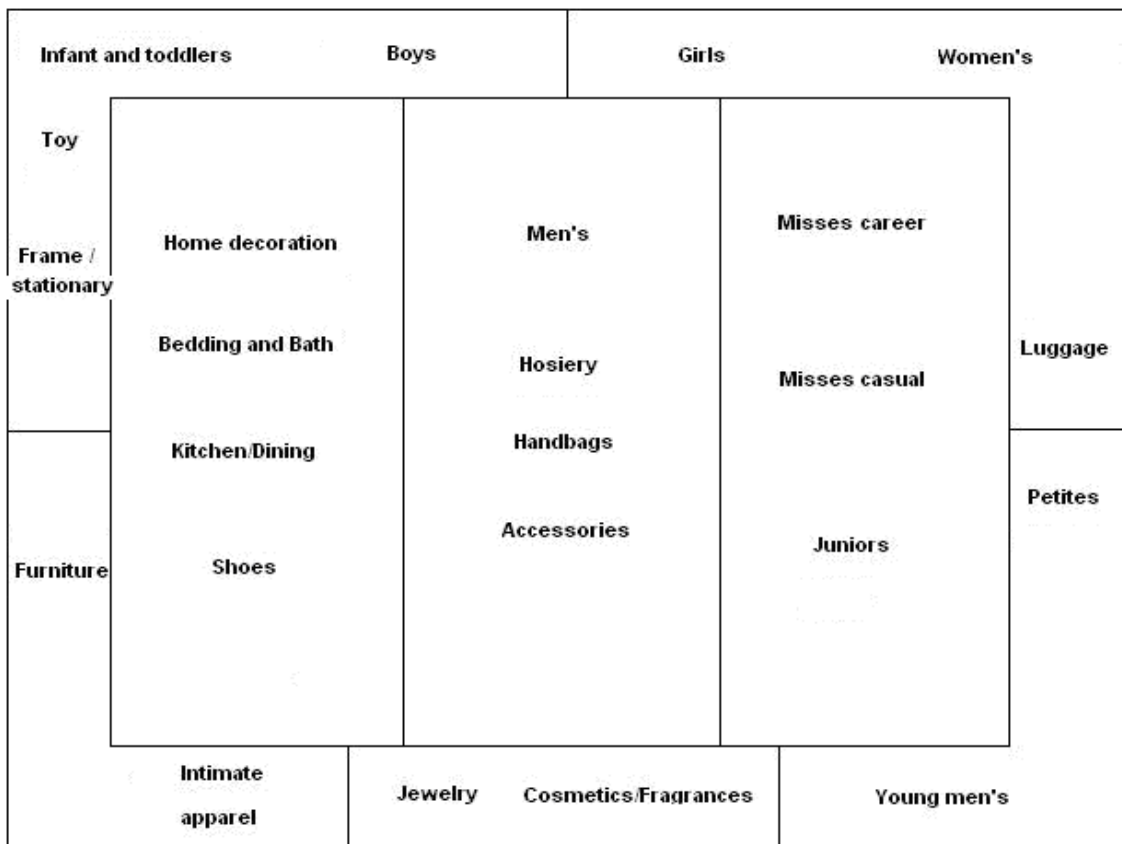 Infant and toddlers
Boys
Girls
Women's
Toy
Frame /
stationary
Home decoration
Men's
Misses career
Bedding and Bath
Hosiery
Misses casual
Luggage
Kitchen/Dining
Handbags
Petites
Furniture
Shoes
Accessories
Juniors
Intimate
apparel
Jewelry
Cosmetics/Fragrances
Young men's